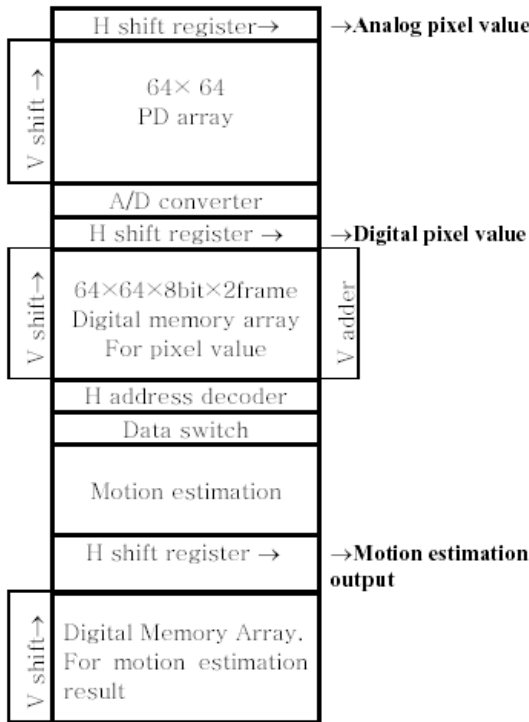 H shift register→ →Analog pixel value
V shift →
64× 64
PD array
A/D converter
H shift register → →Digital pixel value
V shift→
64×64×8bit×2frame
Digital memory array
For pixel value
V adder
H address decoder
Data switch
Motion estimation
H shift register → →Motion estimation
output
V shift→
Digital Memory Array.
For motion estimation
result